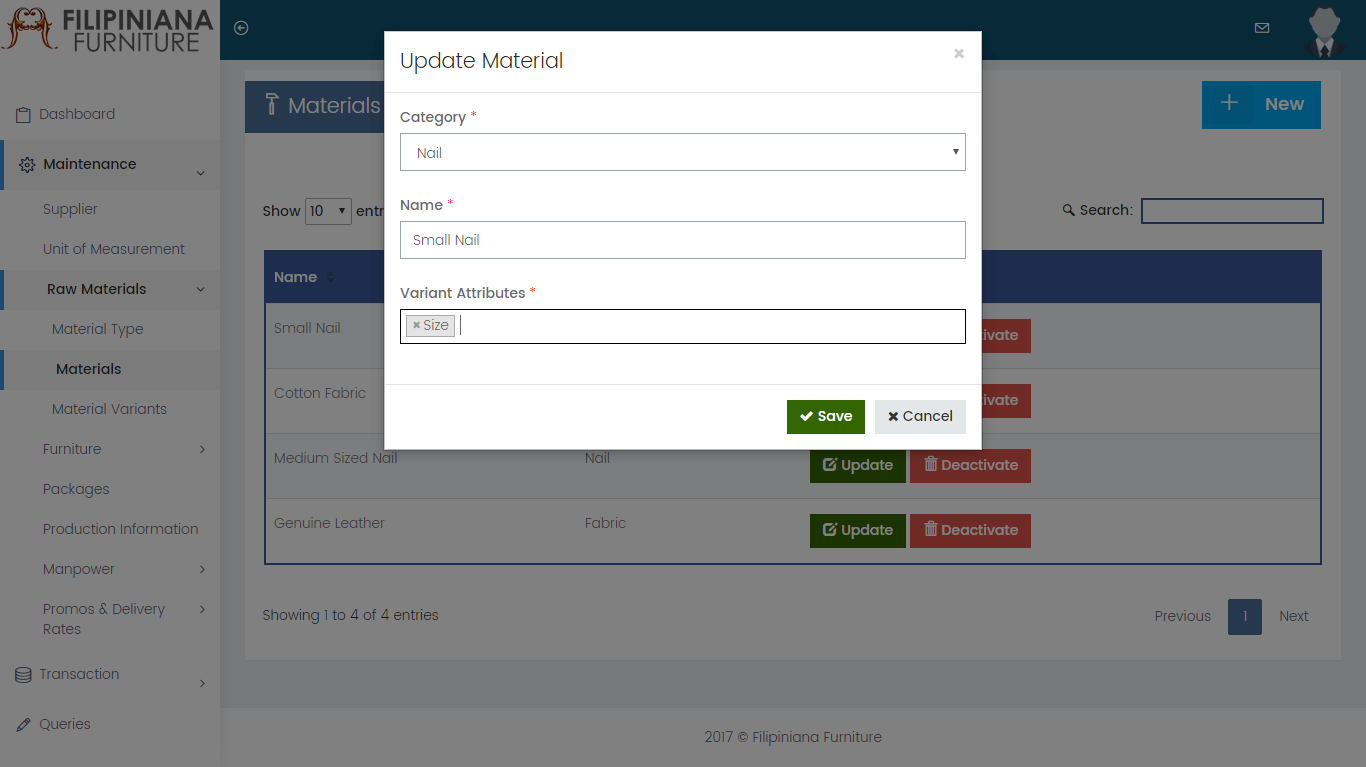 FILIPINIANA
FURNITURE
Dashboard
Maintenance
Supplier
Unit of Measurement
Raw Materials
Material Type
Materials
Material Variants
Furniture
Packages
Production Information
Manpower
Promos & Delivery
Rates
Transaction
Queries
Materials
New
Show 10 entr
Search:
Name
Small Nail
ivate
Cotton Fabric
ivate
Medium Sized Nail Nail Update Deactivate
Genuine Leather Fabric Update Deactivate
Showing 1 to 4 of 4 entries
Previous 1 Next
2017 © Filipiniana Furniture
Update Material ×
Category *
Nail
Name *
Small Nail
Variant Attributes *
× Size
Save Cancel